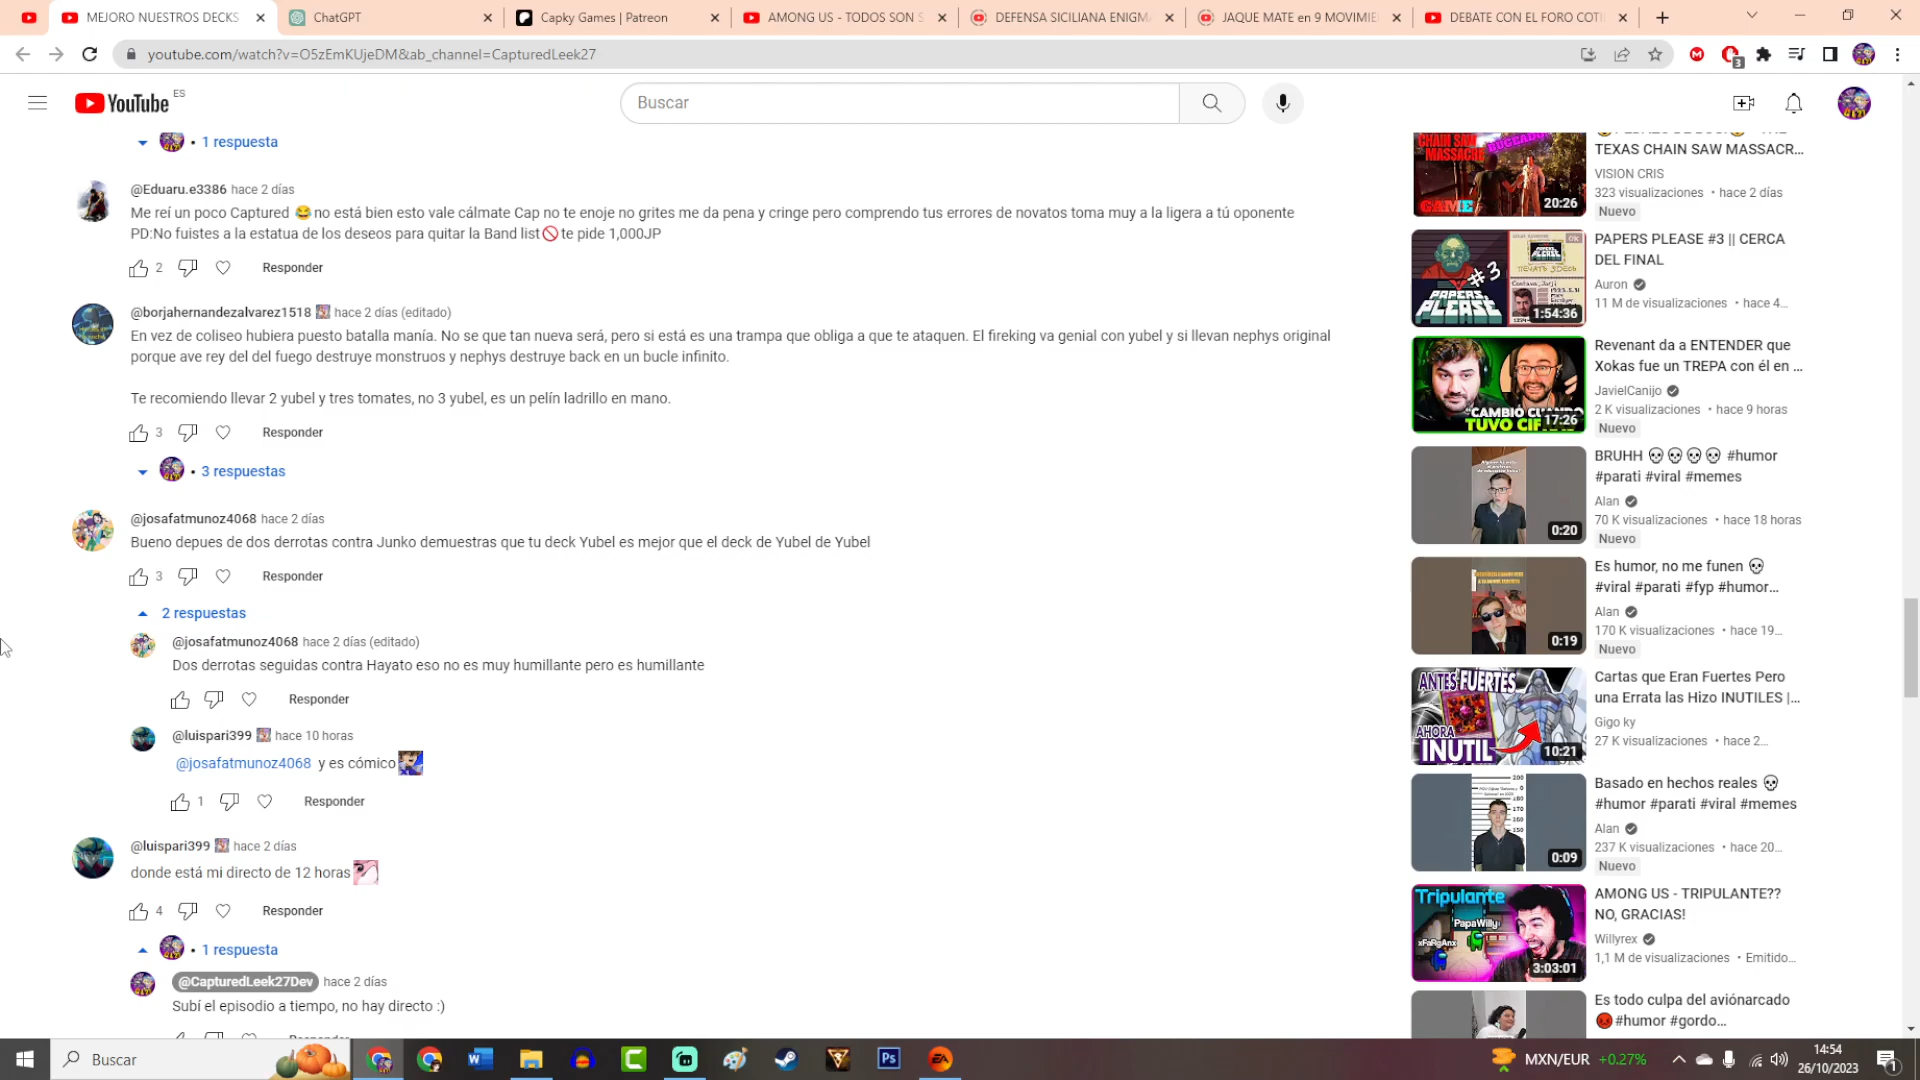 MEJORO NUESTROS DECKS
ChatGPT
Capky Games | Patreon
AMONG US - TODOS SON S
DEFENSA SICILIANA ENIGMA
JAQUE MATE en 9 MOVIMIE
DEBATE CON EL FORO COTI
youtube.com/watch?v=O5zEmKUjeDM&ab_channel=CapturedLeek27
3
YouTube ES
Buscar
1 respuesta
@Eduaru.e3386 hace 2 días
Me reí un poco Captured 😂 no está bien esto vale cálmate Cap no te enoje no grites me da pena y cringe pero comprendo tus errores de novatos toma muy a la ligera a tú oponente
PD:No fuistes a la estatua de los deseos para quitar la Band list🚫 te pide 1,000JP
2 Responder
@borjahernandezalvarez1518 hace 2 días (editado)
En vez de coliseo hubiera puesto batalla manía. No se que tan nueva será, pero si está es una trampa que obliga a que te ataquen. El fireking va genial con yubel y si llevan nephys original
porque ave rey del del fuego destruye monstruos y nephys destruye back en un bucle infinito.
Te recomiendo llevar 2 yubel y tres tomates, no 3 yubel, es un pelín ladrillo en mano.
3 Responder
3 respuestas
@josafatmunoz4068 hace 2 días
Bueno depues de dos derrotas contra Junko demuestras que tu deck Yubel es mejor que el deck de Yubel de Yubel
3 Responder
2 respuestas
@josafatmunoz4068 hace 2 días (editado)
Dos derrotas seguidas contra Hayato eso no es muy humillante pero es humillante
Responder
@luispari399 hace 10 horas
@josafatmunoz4068 y es cómico
1 Responder
@luispari399 hace 2 días
donde está mi directo de 12 horas
4 Responder
1 respuesta
@CapturedLeek27Dev hace 2 días
Subí el episodio a tiempo, no hay directo :)
Responder
CHAIN SAW
MASSACRE
BUGEADO
GAME
20:26
TEXAS CHAIN SAW MASSACR...
VISION CRIS
323 visualizaciones • hace 2 días
Nuevo
#3
PAPERS
PLEASE
1:54:36
PAPERS PLEASE #3 || CERCA
DEL FINAL
Auron
11 M de visualizaciones • hace 4...
"CAMBIO CUANDO
TUVO CIFRAS
17:26
Revenant da a ENTENDER que
Xokas fue un TREPA con él en ...
JavielCanijo
2 K visualizaciones • hace 9 horas
Nuevo
0:20
BRUHH 💀💀💀💀 #humor
#parati #viral #memes
Alan
70 K visualizaciones • hace 18 horas
Nuevo
0:19
Es humor, no me funen 💀
#viral #parati #fyp #humor...
Alan
170 K visualizaciones • hace 19...
Nuevo
ANTES FUERTES
AHORA
INUTIL
10:21
Cartas que Eran Fuertes Pero
una Errata las Hizo INUTILES |...
Gigo ky
27 K visualizaciones • hace 2...
0:09
Basado en hechos reales 💀
#humor #parati #viral #memes
Alan
237 K visualizaciones • hace 20...
Nuevo
Tripulante
PapaWilly
xFaRgAnx
3:03:01
AMONG US - TRIPULANTE??
NO, GRACIAS!
Willyrex
1,1 M de visualizaciones • Emitido...
Es todo culpa del aviónarcado
😡#humor #gordo...
Buscar
MXN/EUR +0.27%
14:54
26/10/2023
1